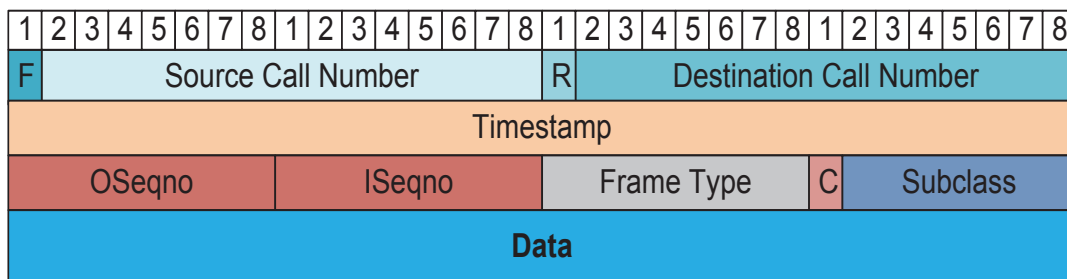 1 2 3 4 5 6 7 8 1 2 3 4 5 6 7 8 1 2 3 4 5 6 7 8 1 2 3 4 5 6 7 8
F Source Call Number R Destination Call Number
Timestamp
OSeqno ISeqno Frame Type C Subclass
Data